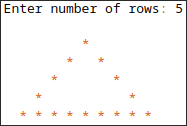 Enter number of rows: 5
        *
      *   *
    *       *
  *           *
* * * * * * * * *